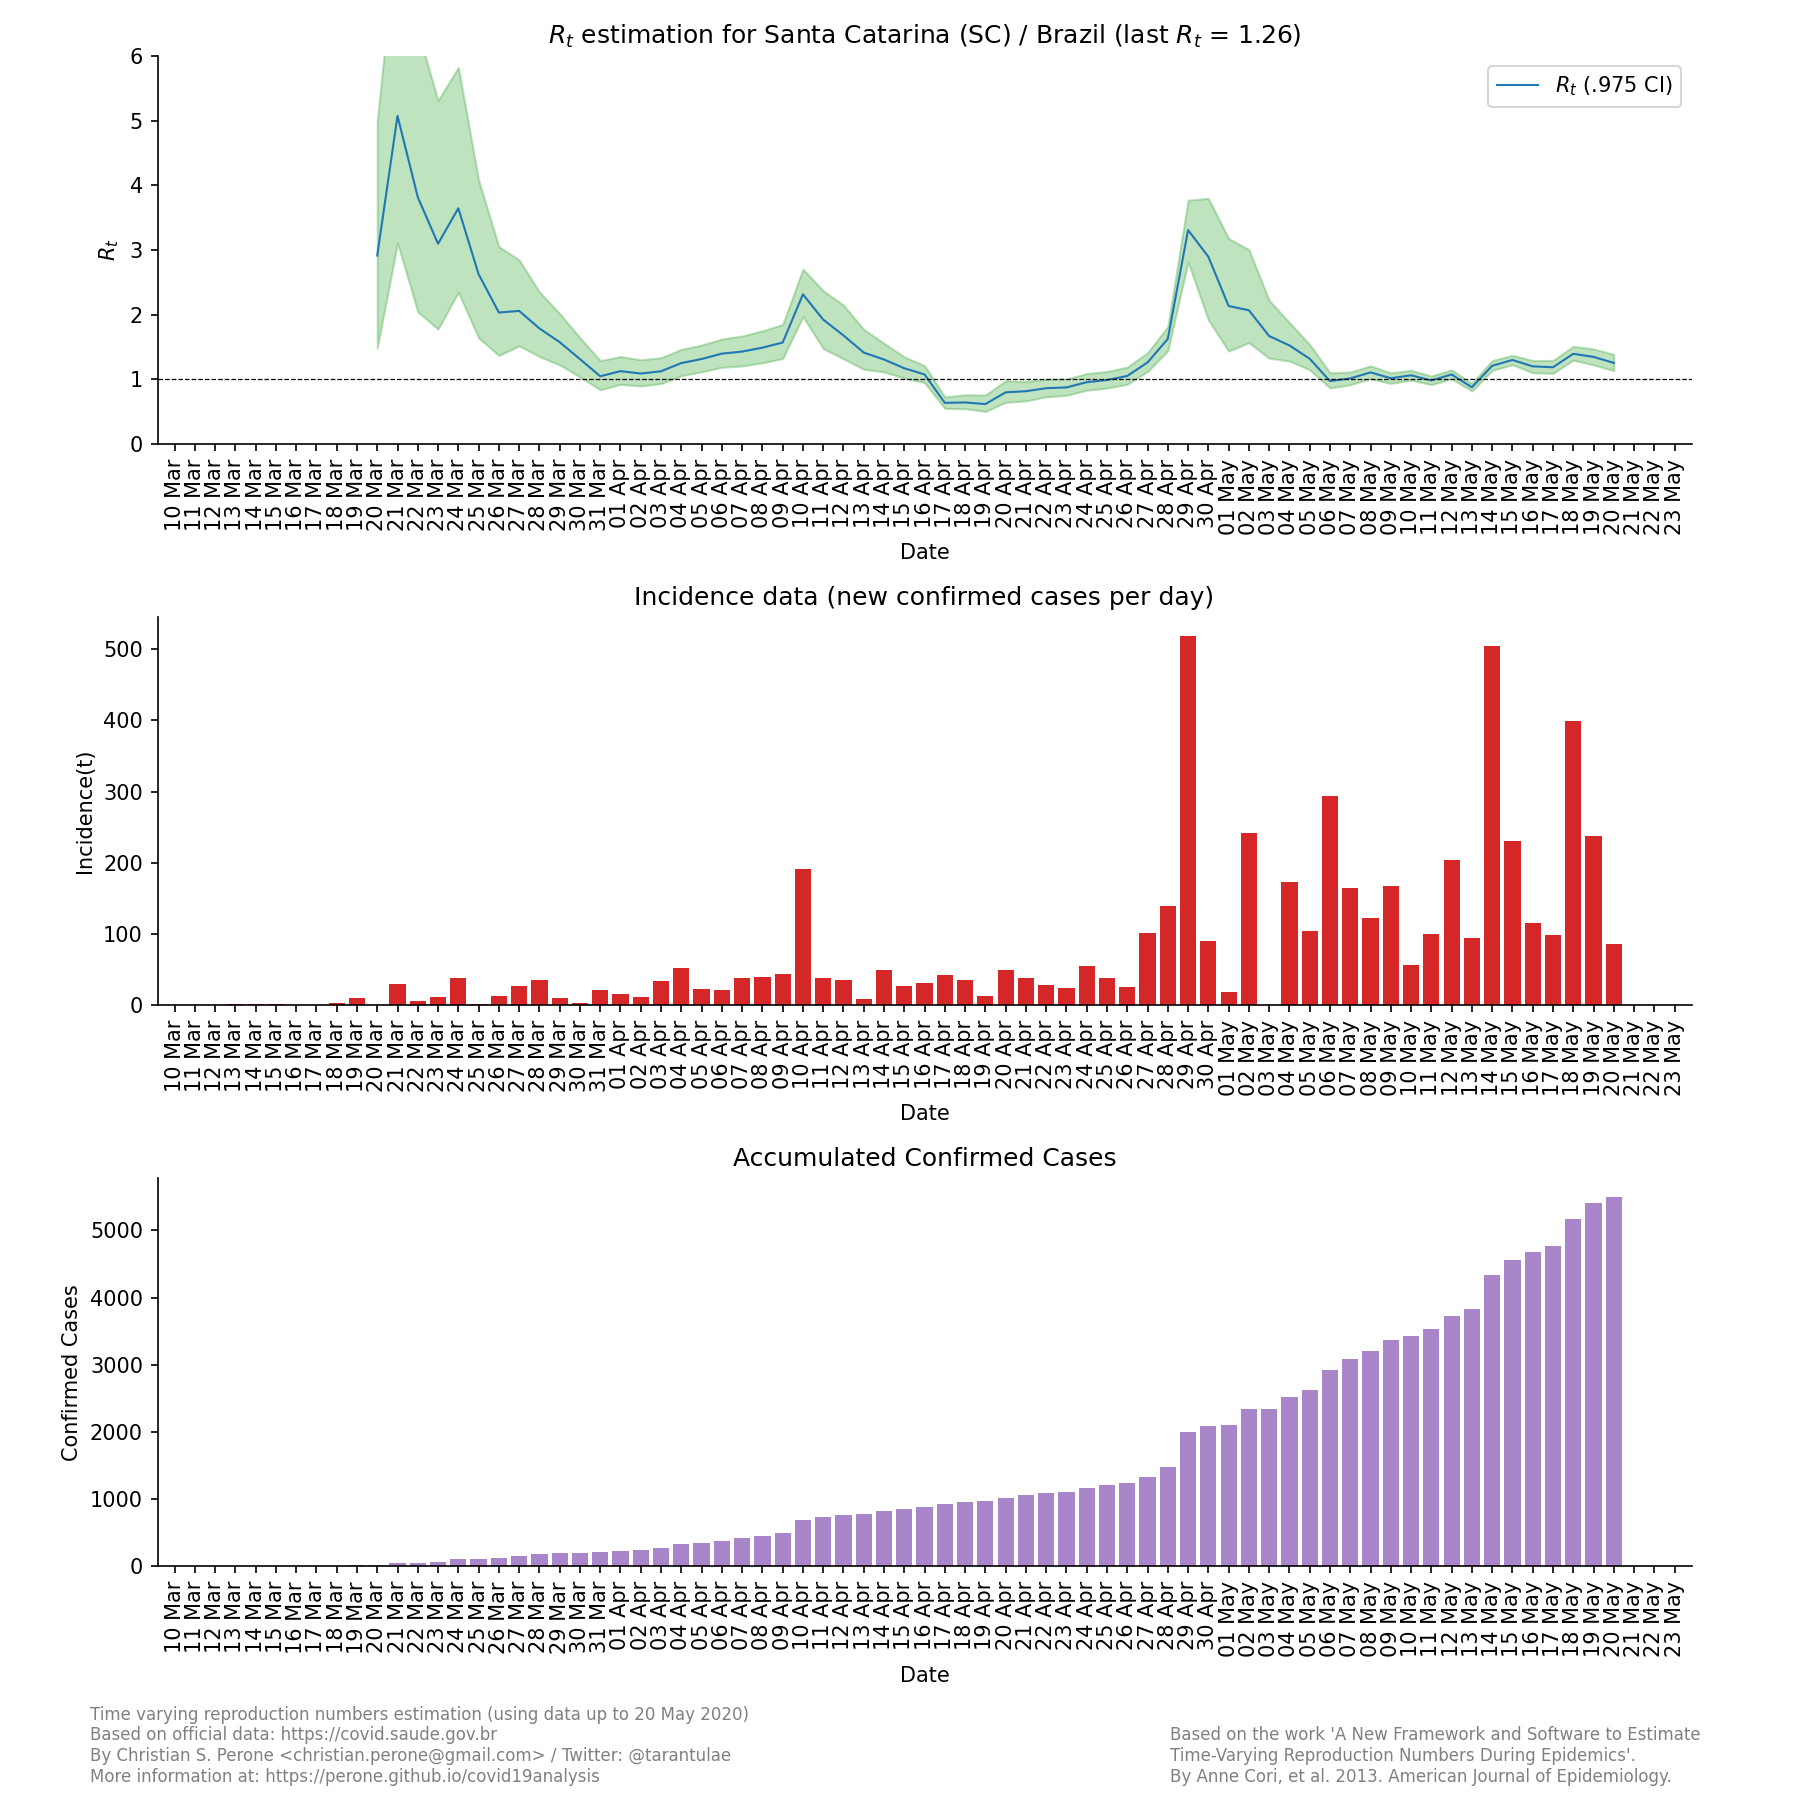 Rt estimation for Santa Catarina (SC) / Brazil (last Rt = 1.26)
Rt (.975 CI)
Rt
6
5
4
3
2
1
0
10 Mar
11 Mar
12 Mar
13 Mar
14 Mar
15 Mar
16 Mar
17 Mar
18 Mar
19 Mar
20 Mar
21 Mar
22 Mar
23 Mar
24 Mar
25 Mar
26 Mar
27 Mar
28 Mar
29 Mar
30 Mar
31 Mar
01 Apr
02 Apr
03 Apr
04 Apr
05 Apr
06 Apr
07 Apr
08 Apr
09 Apr
10 Apr
11 Apr
12 Apr
13 Apr
14 Apr
15 Apr
16 Apr
17 Apr
18 Apr
19 Apr
20 Apr
21 Apr
22 Apr
23 Apr
24 Apr
25 Apr
26 Apr
27 Apr
28 Apr
29 Apr
30 Apr
01 May
02 May
03 May
04 May
05 May
06 May
07 May
08 May
09 May
10 May
11 May
12 May
13 May
14 May
15 May
16 May
17 May
18 May
19 May
20 May
21 May
22 May
23 May
Date
Incidence data (new confirmed cases per day)
Incidence(t)
500
400
300
200
100
0
10 Mar
11 Mar
12 Mar
13 Mar
14 Mar
15 Mar
16 Mar
17 Mar
18 Mar
19 Mar
20 Mar
21 Mar
22 Mar
23 Mar
24 Mar
25 Mar
26 Mar
27 Mar
28 Mar
29 Mar
30 Mar
31 Mar
01 Apr
02 Apr
03 Apr
04 Apr
05 Apr
06 Apr
07 Apr
08 Apr
09 Apr
10 Apr
11 Apr
12 Apr
13 Apr
14 Apr
15 Apr
16 Apr
17 Apr
18 Apr
19 Apr
20 Apr
21 Apr
22 Apr
23 Apr
24 Apr
25 Apr
26 Apr
27 Apr
28 Apr
29 Apr
30 Apr
01 May
02 May
03 May
04 May
05 May
06 May
07 May
08 May
09 May
10 May
11 May
12 May
13 May
14 May
15 May
16 May
17 May
18 May
19 May
20 May
21 May
22 May
23 May
Date
Accumulated Confirmed Cases
Confirmed Cases
5000
4000
3000
2000
1000
0
10 Mar
11 Mar
12 Mar
13 Mar
14 Mar
15 Mar
16 Mar
17 Mar
18 Mar
19 Mar
20 Mar
21 Mar
22 Mar
23 Mar
24 Mar
25 Mar
26 Mar
27 Mar
28 Mar
29 Mar
30 Mar
31 Mar
01 Apr
02 Apr
03 Apr
04 Apr
05 Apr
06 Apr
07 Apr
08 Apr
09 Apr
10 Apr
11 Apr
12 Apr
13 Apr
14 Apr
15 Apr
16 Apr
17 Apr
18 Apr
19 Apr
20 Apr
21 Apr
22 Apr
23 Apr
24 Apr
25 Apr
26 Apr
27 Apr
28 Apr
29 Apr
30 Apr
01 May
02 May
03 May
04 May
05 May
06 May
07 May
08 May
09 May
10 May
11 May
12 May
13 May
14 May
15 May
16 May
17 May
18 May
19 May
20 May
21 May
22 May
23 May
Date
Time varying reproduction numbers estimation (using data up to 20 May 2020)
Based on official data: https://covid.saude.gov.br
By Christian S. Perone <christian.perone@gmail.com> / Twitter: @tarantulae
More information at: https://perone.github.io/covid19analysis
Based on the work 'A New Framework and Software to Estimate
Time-Varying Reproduction Numbers During Epidemics'.
By Anne Cori, et al. 2013. American Journal of Epidemiology.